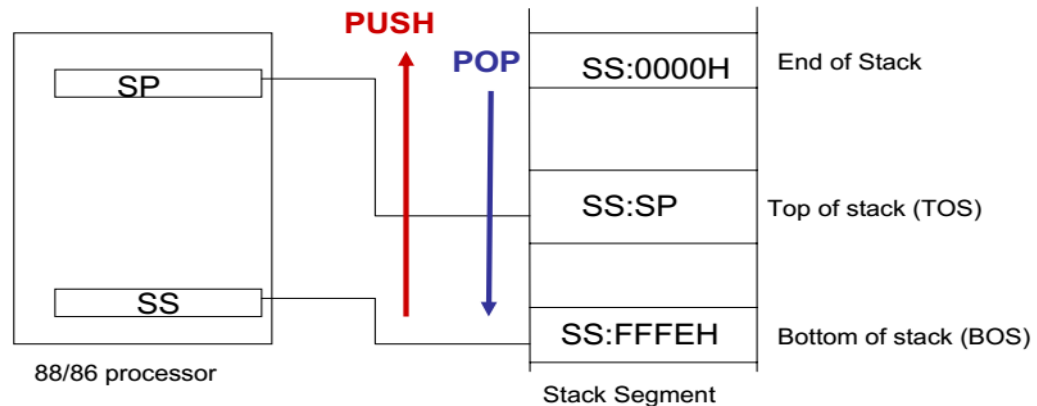 PUSH
POP
SP
SS
88/86 processor
SS:0000H
End of Stack
SS:SP
Top of stack (TOS)
SS:FFFEH
Bottom of stack (BOS)
Stack Segment